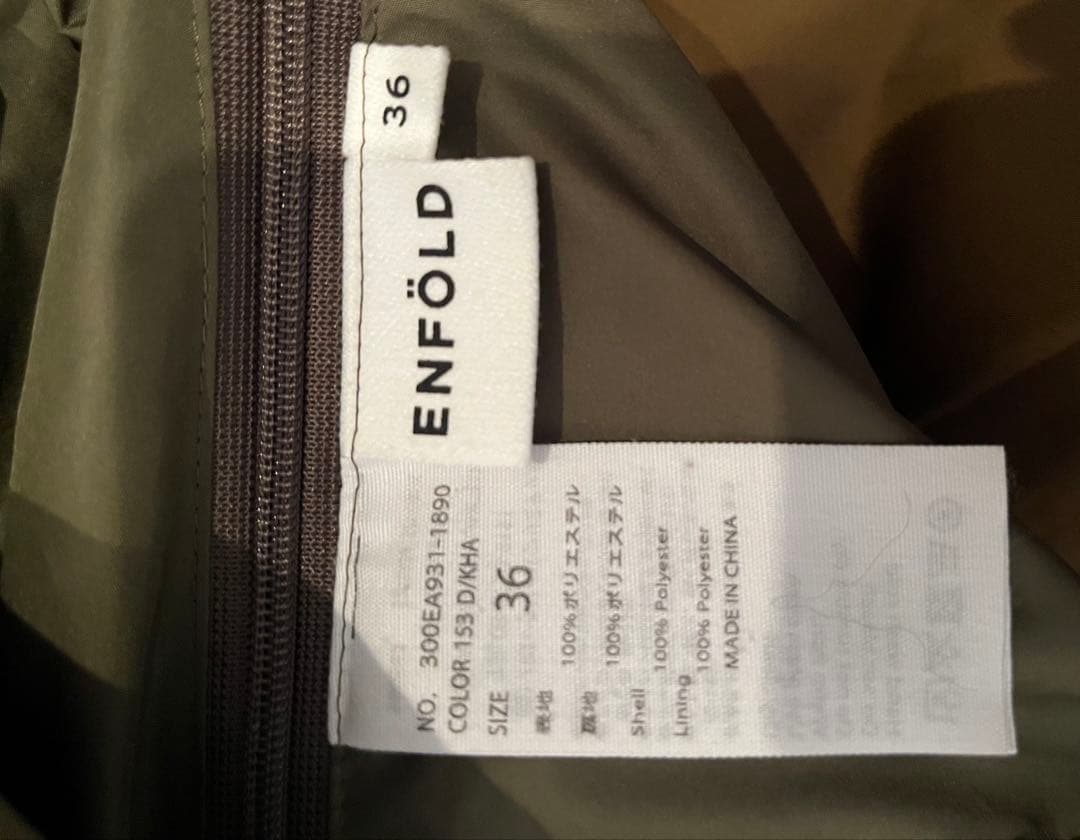 36
ENFÖLD
NO. 300EA931-1890
COLOR 153 D/KHA
SIZE 36
表地 100% ポリエステル
裏地 100% ポリエステル
Shell 100% Polyester
Lining 100% Polyester
MADE IN CHINA